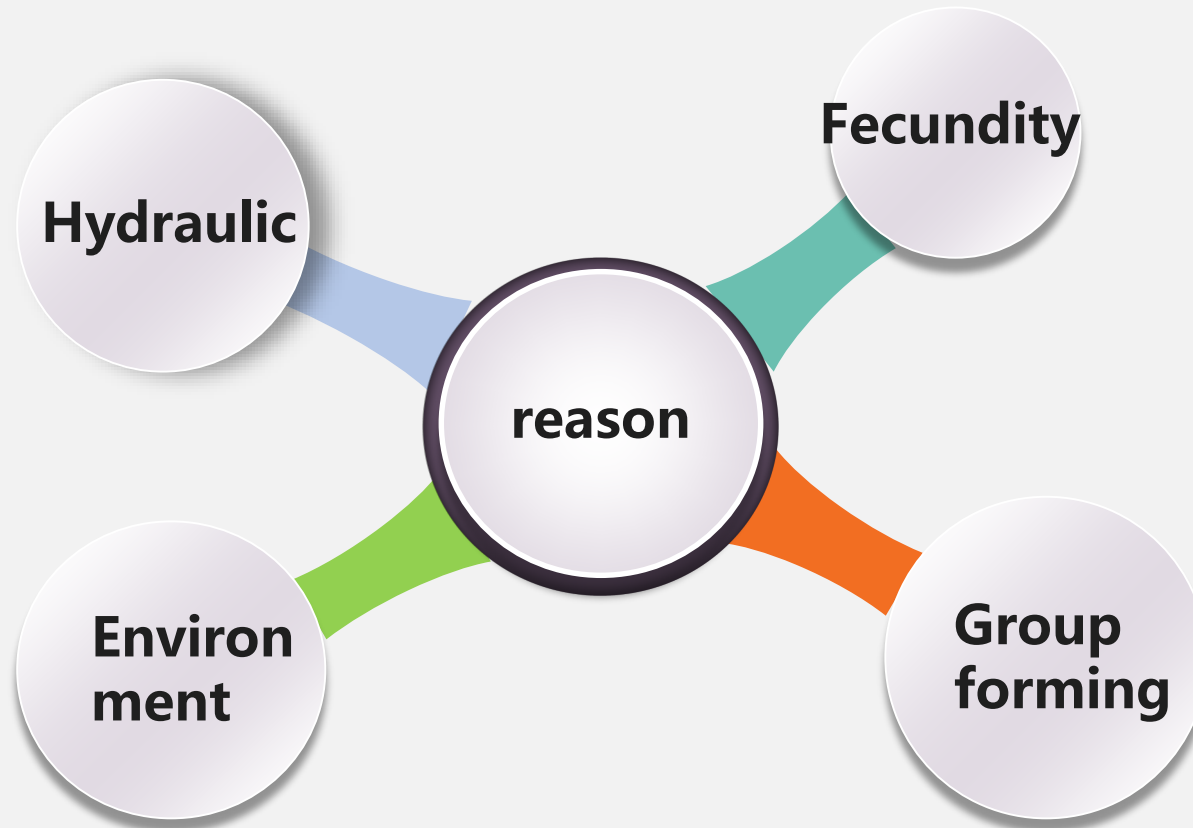 Fecundity
Hydraulic
reason
Environ
ment
Group
forming